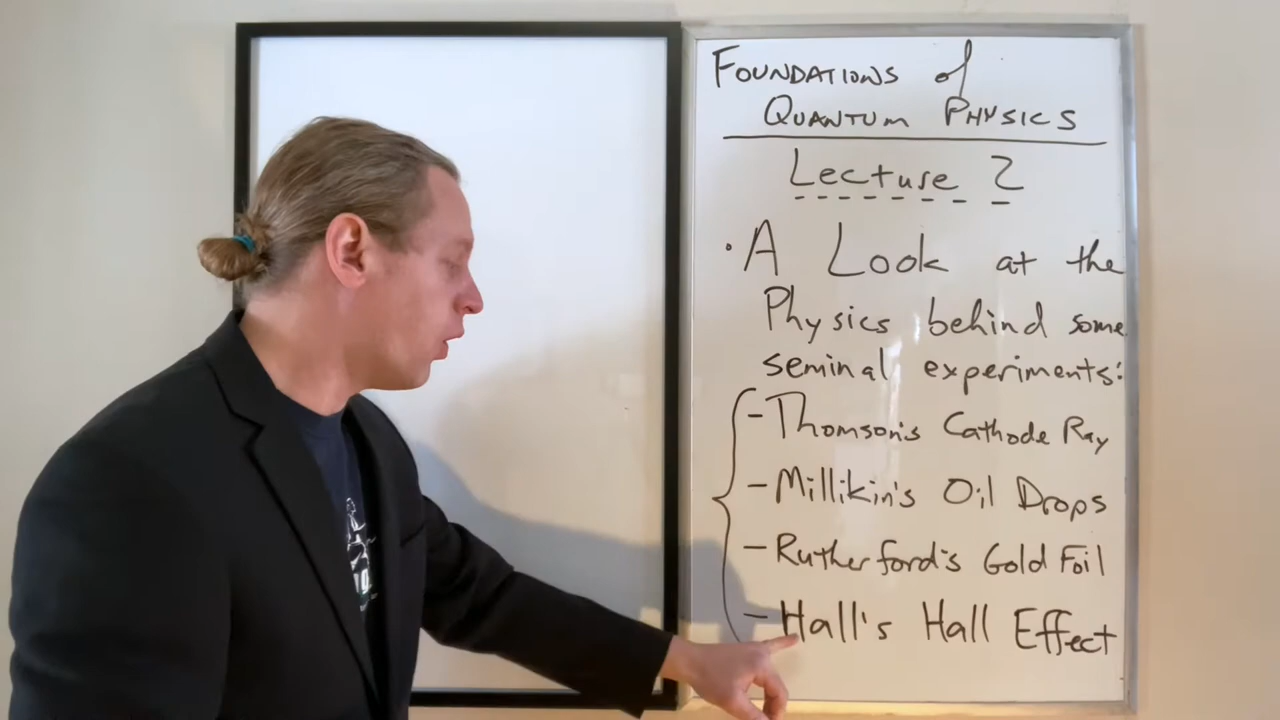 FOUNDATIONS of
QUANTUM PHYSICS
Lecture 2
• A Look at the
Physics behind some
seminal experiments:
- Thomson's Cathode Ray
- Millikin's Oil Drops
- Rutherford's Gold Foil
- Hall's Hall Effect